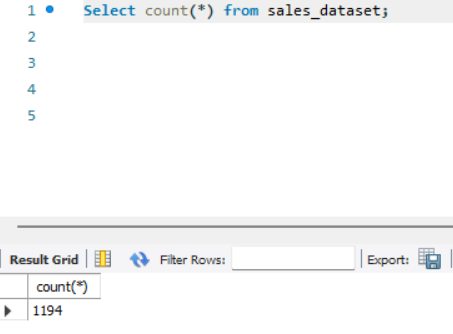 1 Select count(*) from sales_dataset;
2
3
4
5
Result Grid Filter Rows: Export:
count(*)
1194